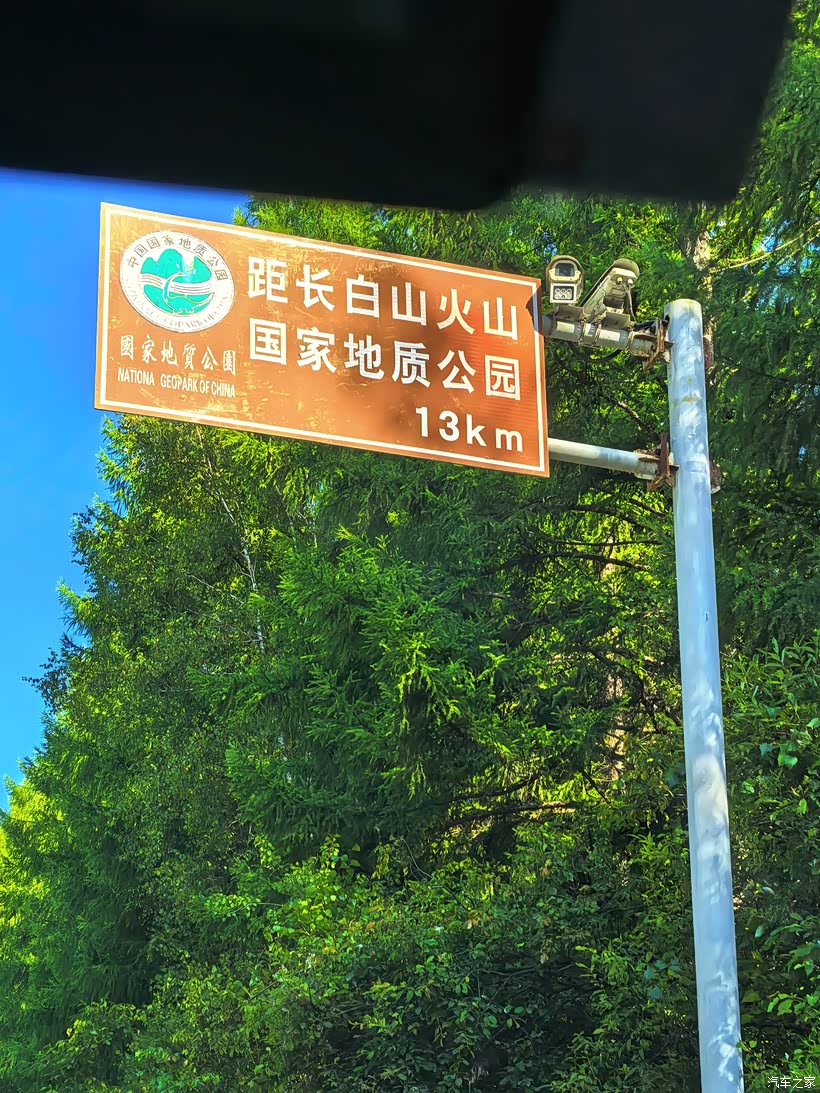 中国国家地质公园
國家地質公園
NATIONA GEOPARK OF CHINA
距长白山火山
国家地质公园
13km
汽车之家